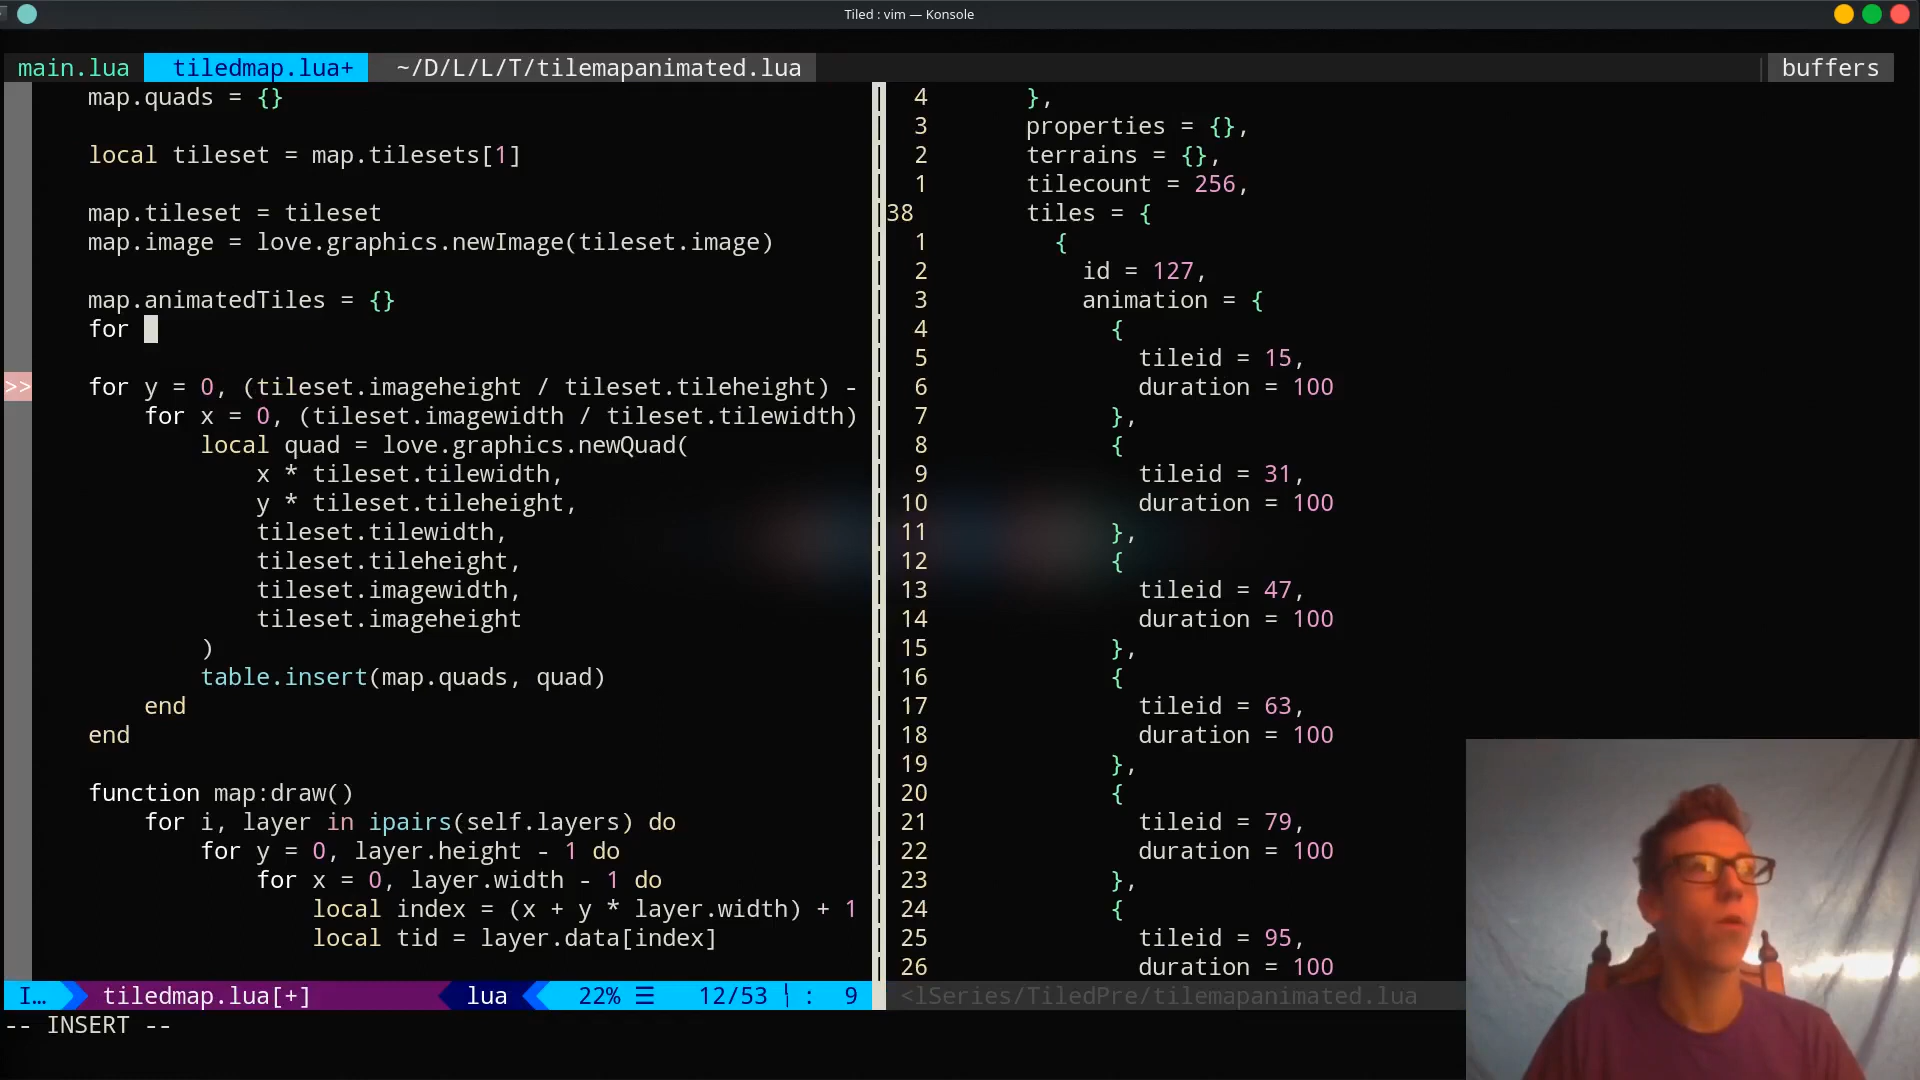 Tiled : vim — Konsole
main.lua tiledmap.lua+ ~/D/L/L/T/tilemapanimated.lua buffers
map.quads = {}
local tileset = map.tilesets[1]
map.tileset = tileset
map.image = love.graphics.newImage(tileset.image)
map.animatedTiles = {}
for
>> for y = 0, (tileset.imageheight / tileset.tileheight) -
for x = 0, (tileset.imagewidth / tileset.tilewidth)
local quad = love.graphics.newQuad(
x * tileset.tilewidth,
y * tileset.tileheight,
tileset.tilewidth,
tileset.tileheight,
tileset.imagewidth,
tileset.imageheight
)
table.insert(map.quads, quad)
end
end
function map:draw()
for i, layer in ipairs(self.layers) do
for y = 0, layer.height - 1 do
for x = 0, layer.width - 1 do
local index = (x + y * layer.width) + 1
local tid = layer.data[index]
4 },
3 properties = {},
2 terrains = {},
1 tilecount = 256,
38 tiles = {
1 {
2 id = 127,
3 animation = {
4 {
5 tileid = 15,
6 duration = 100
7 },
8 {
9 tileid = 31,
10 duration = 100
11 },
12 {
13 tileid = 47,
14 duration = 100
15 },
16 {
17 tileid = 63,
18 duration = 100
19 },
20 {
21 tileid = 79,
22 duration = 100
23 },
24 {
25 tileid = 95,
26 duration = 100
I… tiledmap.lua[+] lua 22% ☰ 12/53 : 9 <lSeries/TiledPre/tilemapanimated.lua
-- INSERT --